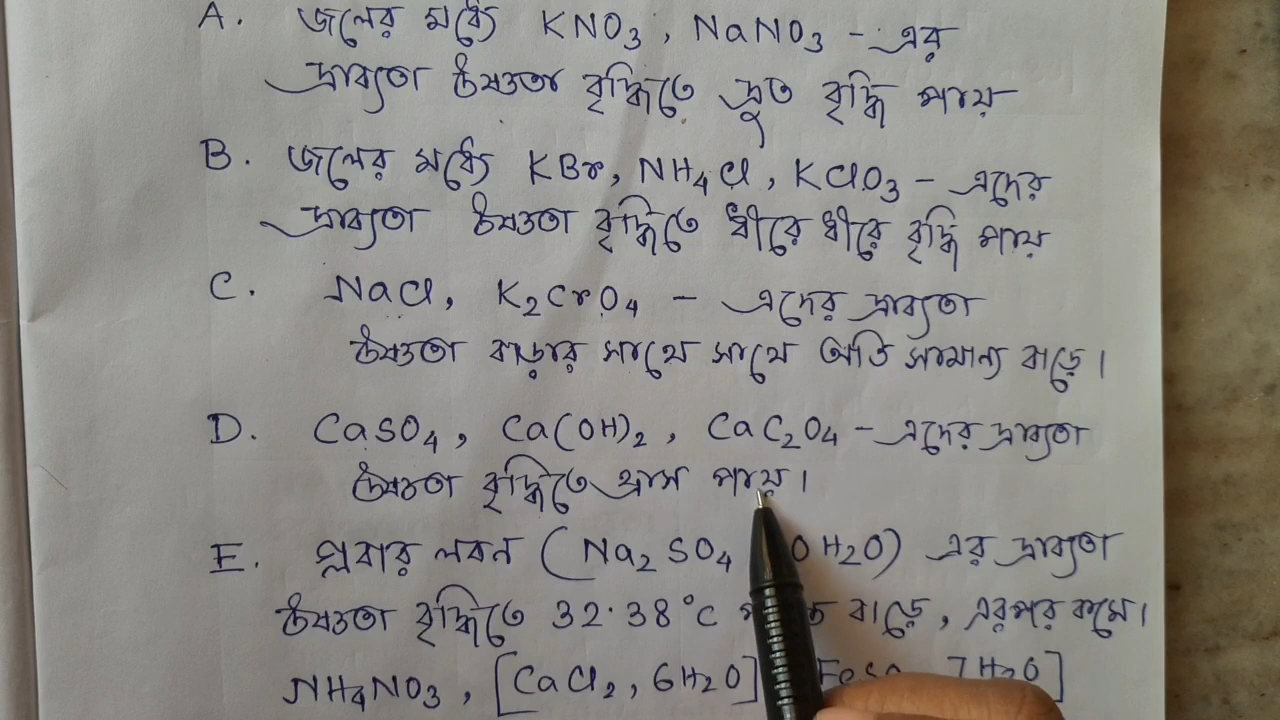 A. জলের মধ্যে KNO3, NaNO3 - এর
দ্রাব্যতা উষ্ণতা বৃদ্ধিতে দ্রুত বৃদ্ধি পায়
B. জলের মধ্যে KBr, NH4Cl, KClO3 - এদের
দ্রাব্যতা উষ্ণতা বৃদ্ধিতে ধীরে ধীরে বৃদ্ধি পায়
C. NaCl, K2CrO4 - এদের দ্রাব্যতা
উষ্ণতা বাড়ার সাথে সাথে অতি সামান্য বাড়ে।
D. CaSO4, Ca(OH)2, CaC2O4 - এদের দ্রাব্যতা
উষ্ণতা বৃদ্ধিতে হ্রাস পায়।
E. গ্লবার লবন (Na2SO4 0H2O) এর দ্রাব্যতা
উষ্ণতা বৃদ্ধিতে 32.38°C বাড়ে, এরপর কমে।
NH4NO3, [CaCl2, 6H2O] FeSO 7H2O]